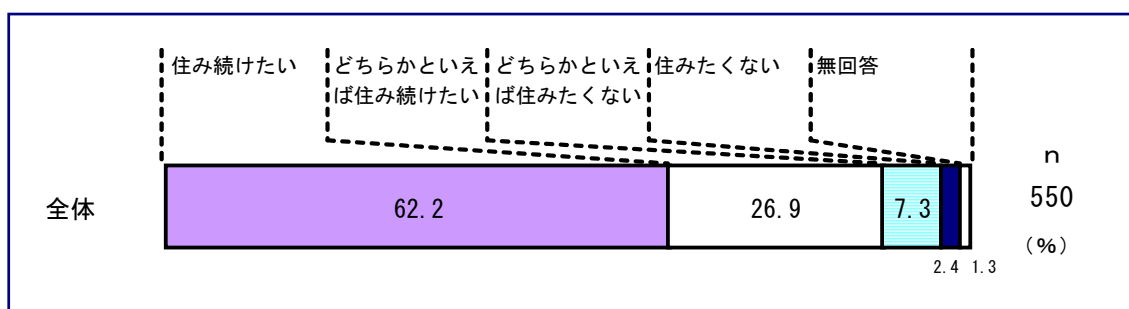 住み続けたい
どちらかといえ
ば住み続けたい
どちらかといえ
ば住みたくない
住みたくない
無回答
全体
62.2
26.9
7.3
2.4
1.3
n
550
(%)